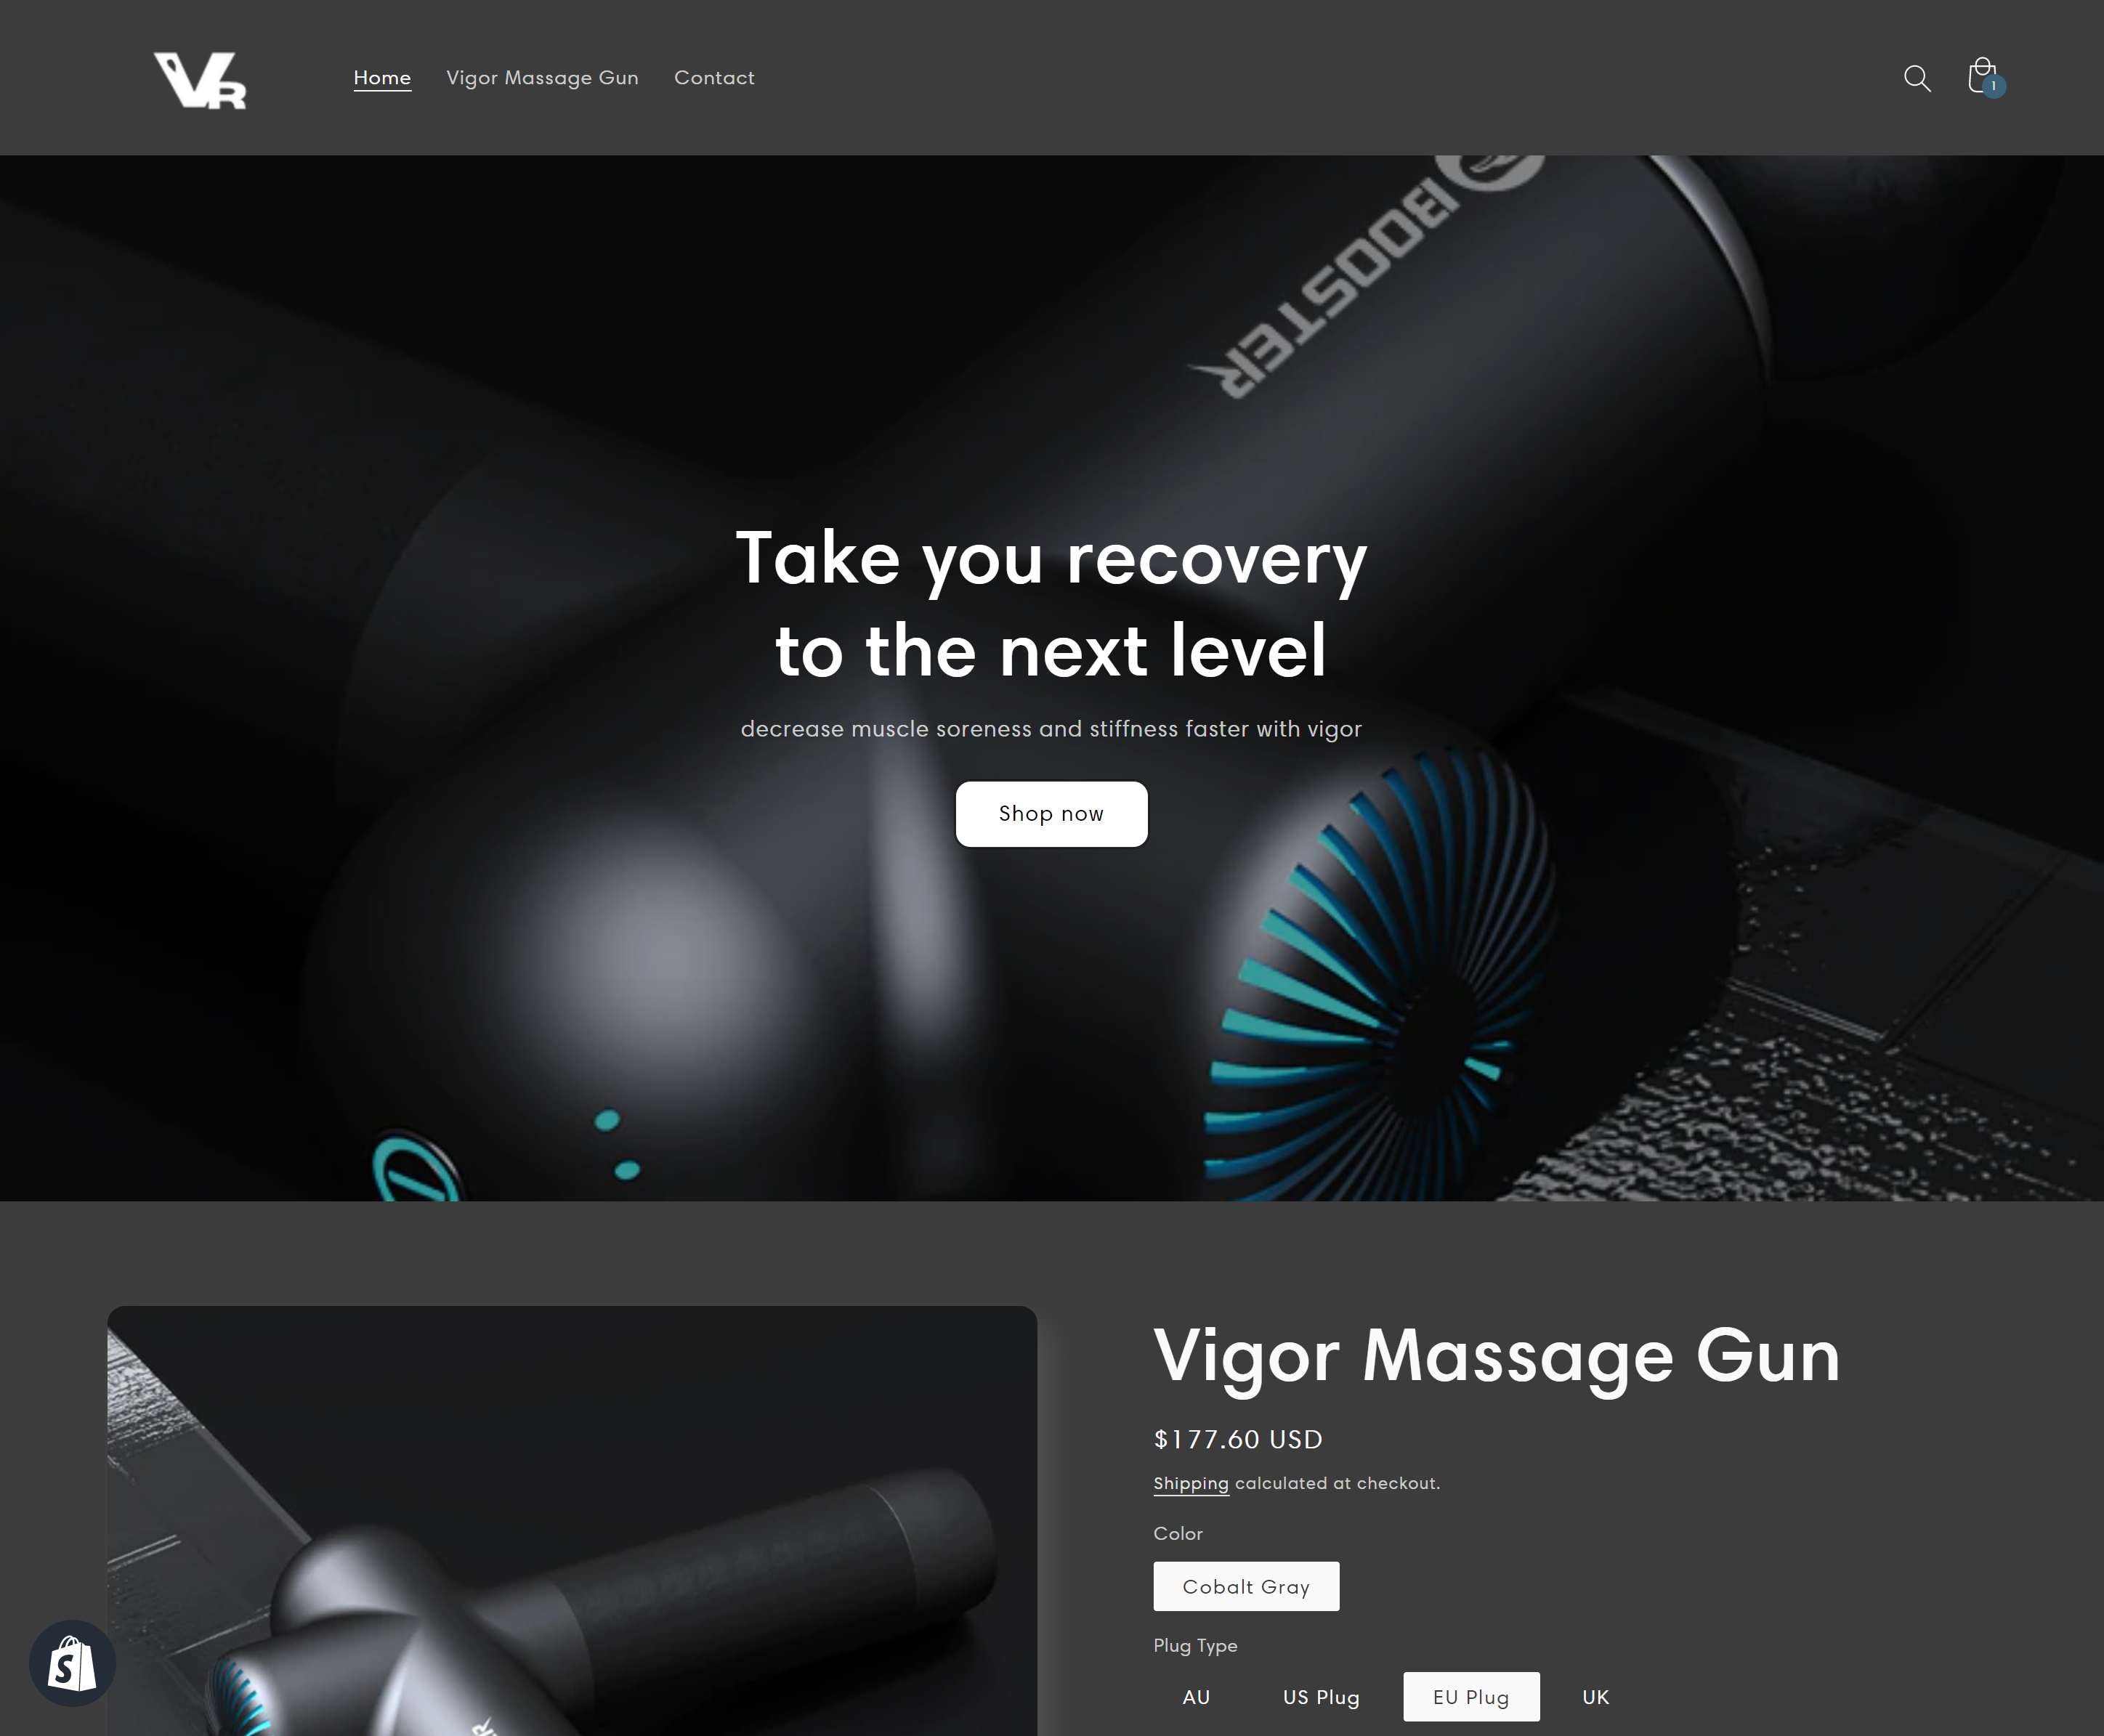 VR
Home
Vigor Massage Gun
Contact
1
BOOSTER
Take you recovery
to the next level
decrease muscle soreness and stiffness faster with vigor
Shop now
Vigor Massage Gun
$177.60 USD
Shipping calculated at checkout.
Color
Cobalt Gray
Plug Type
AU
US Plug
EU Plug
UK
S